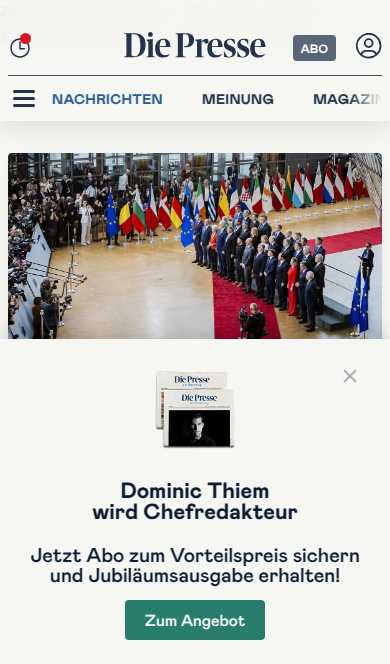 Die Presse
ABO
NACHRICHTEN MEINUNG MAGAZIN
Die Presse
Die Presse
Dominic Thiem
wird Chefredakteur
Jetzt Abo zum Vorteilspreis sichern
und Jubiläumsausgabe erhalten!
Zum Angebot